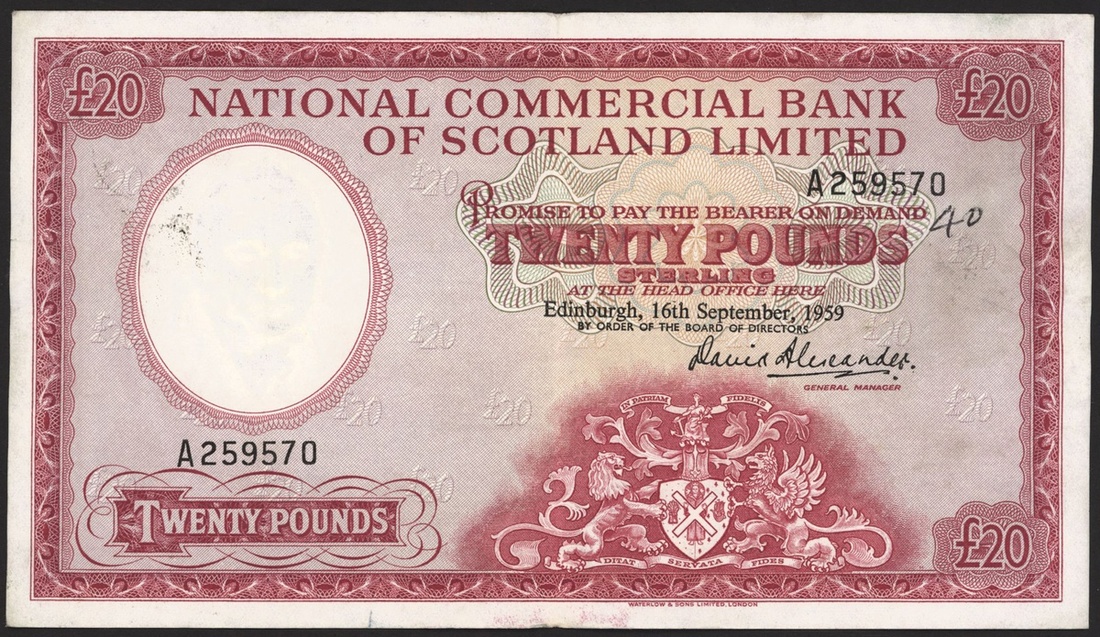 £20
£20
NATIONAL COMMERCIAL BANK
OF SCOTLAND LIMITED
A259570
PROMISE TO PAY THE BEARER ON DEMAND
40
TWENTY POUNDS
STERLING
AT THE HEAD OFFICE HERE
Edinburgh, 16th September, 1959
BY ORDER OF THE BOARD OF DIRECTORS
David Alexander.
GENERAL MANAGER
IN PATRIAM FIDELIS
A259570
TWENTY POUNDS
£20
DITAT SERVATA FIDES
WATERLOW & SONS LIMITED, LONDON